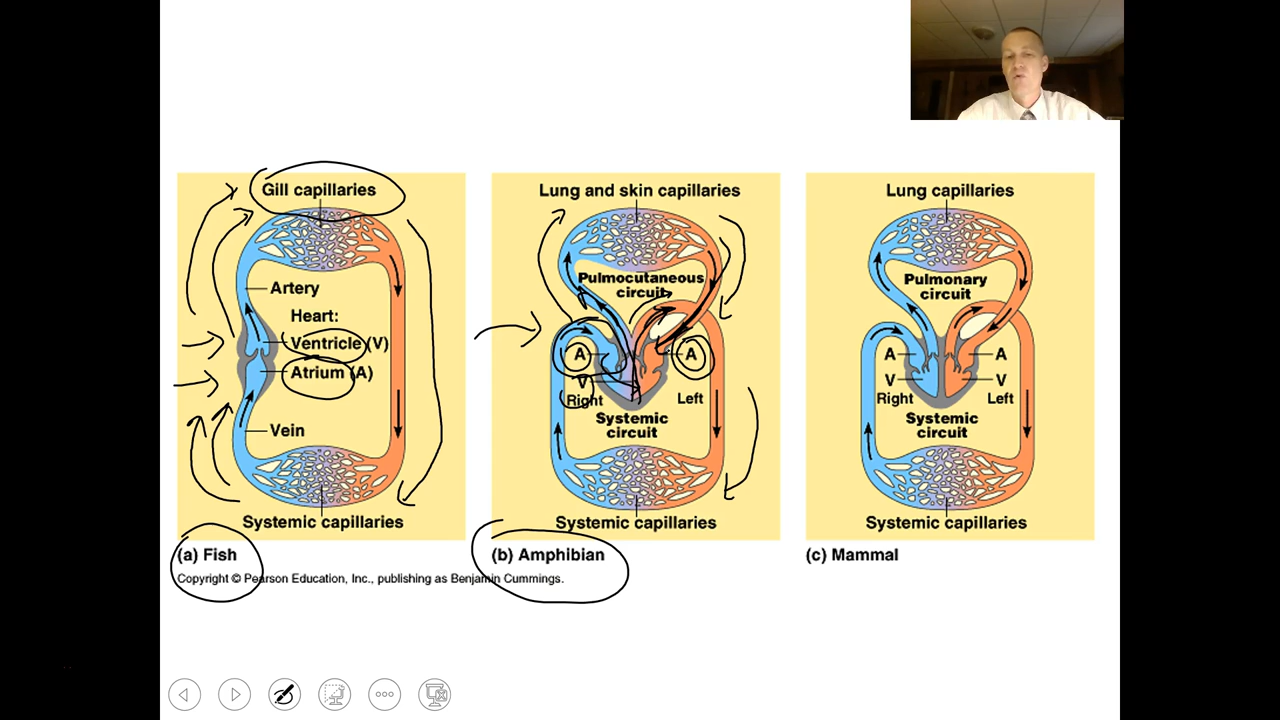 Gill capillaries
Artery
Heart:
Ventricle (V)
Atrium (A)
Vein
Systemic capillaries
(a) Fish
Lung and skin capillaries
Pulmocutaneous
circuit
A
A
V
Right
Left
Systemic
circuit
Systemic capillaries
(b) Amphibian
Lung capillaries
Pulmonary
circuit
A
A
V
V
Right
Left
Systemic
circuit
Systemic capillaries
(c) Mammal
Copyright © Pearson Education, Inc., publishing as Benjamin Cummings.